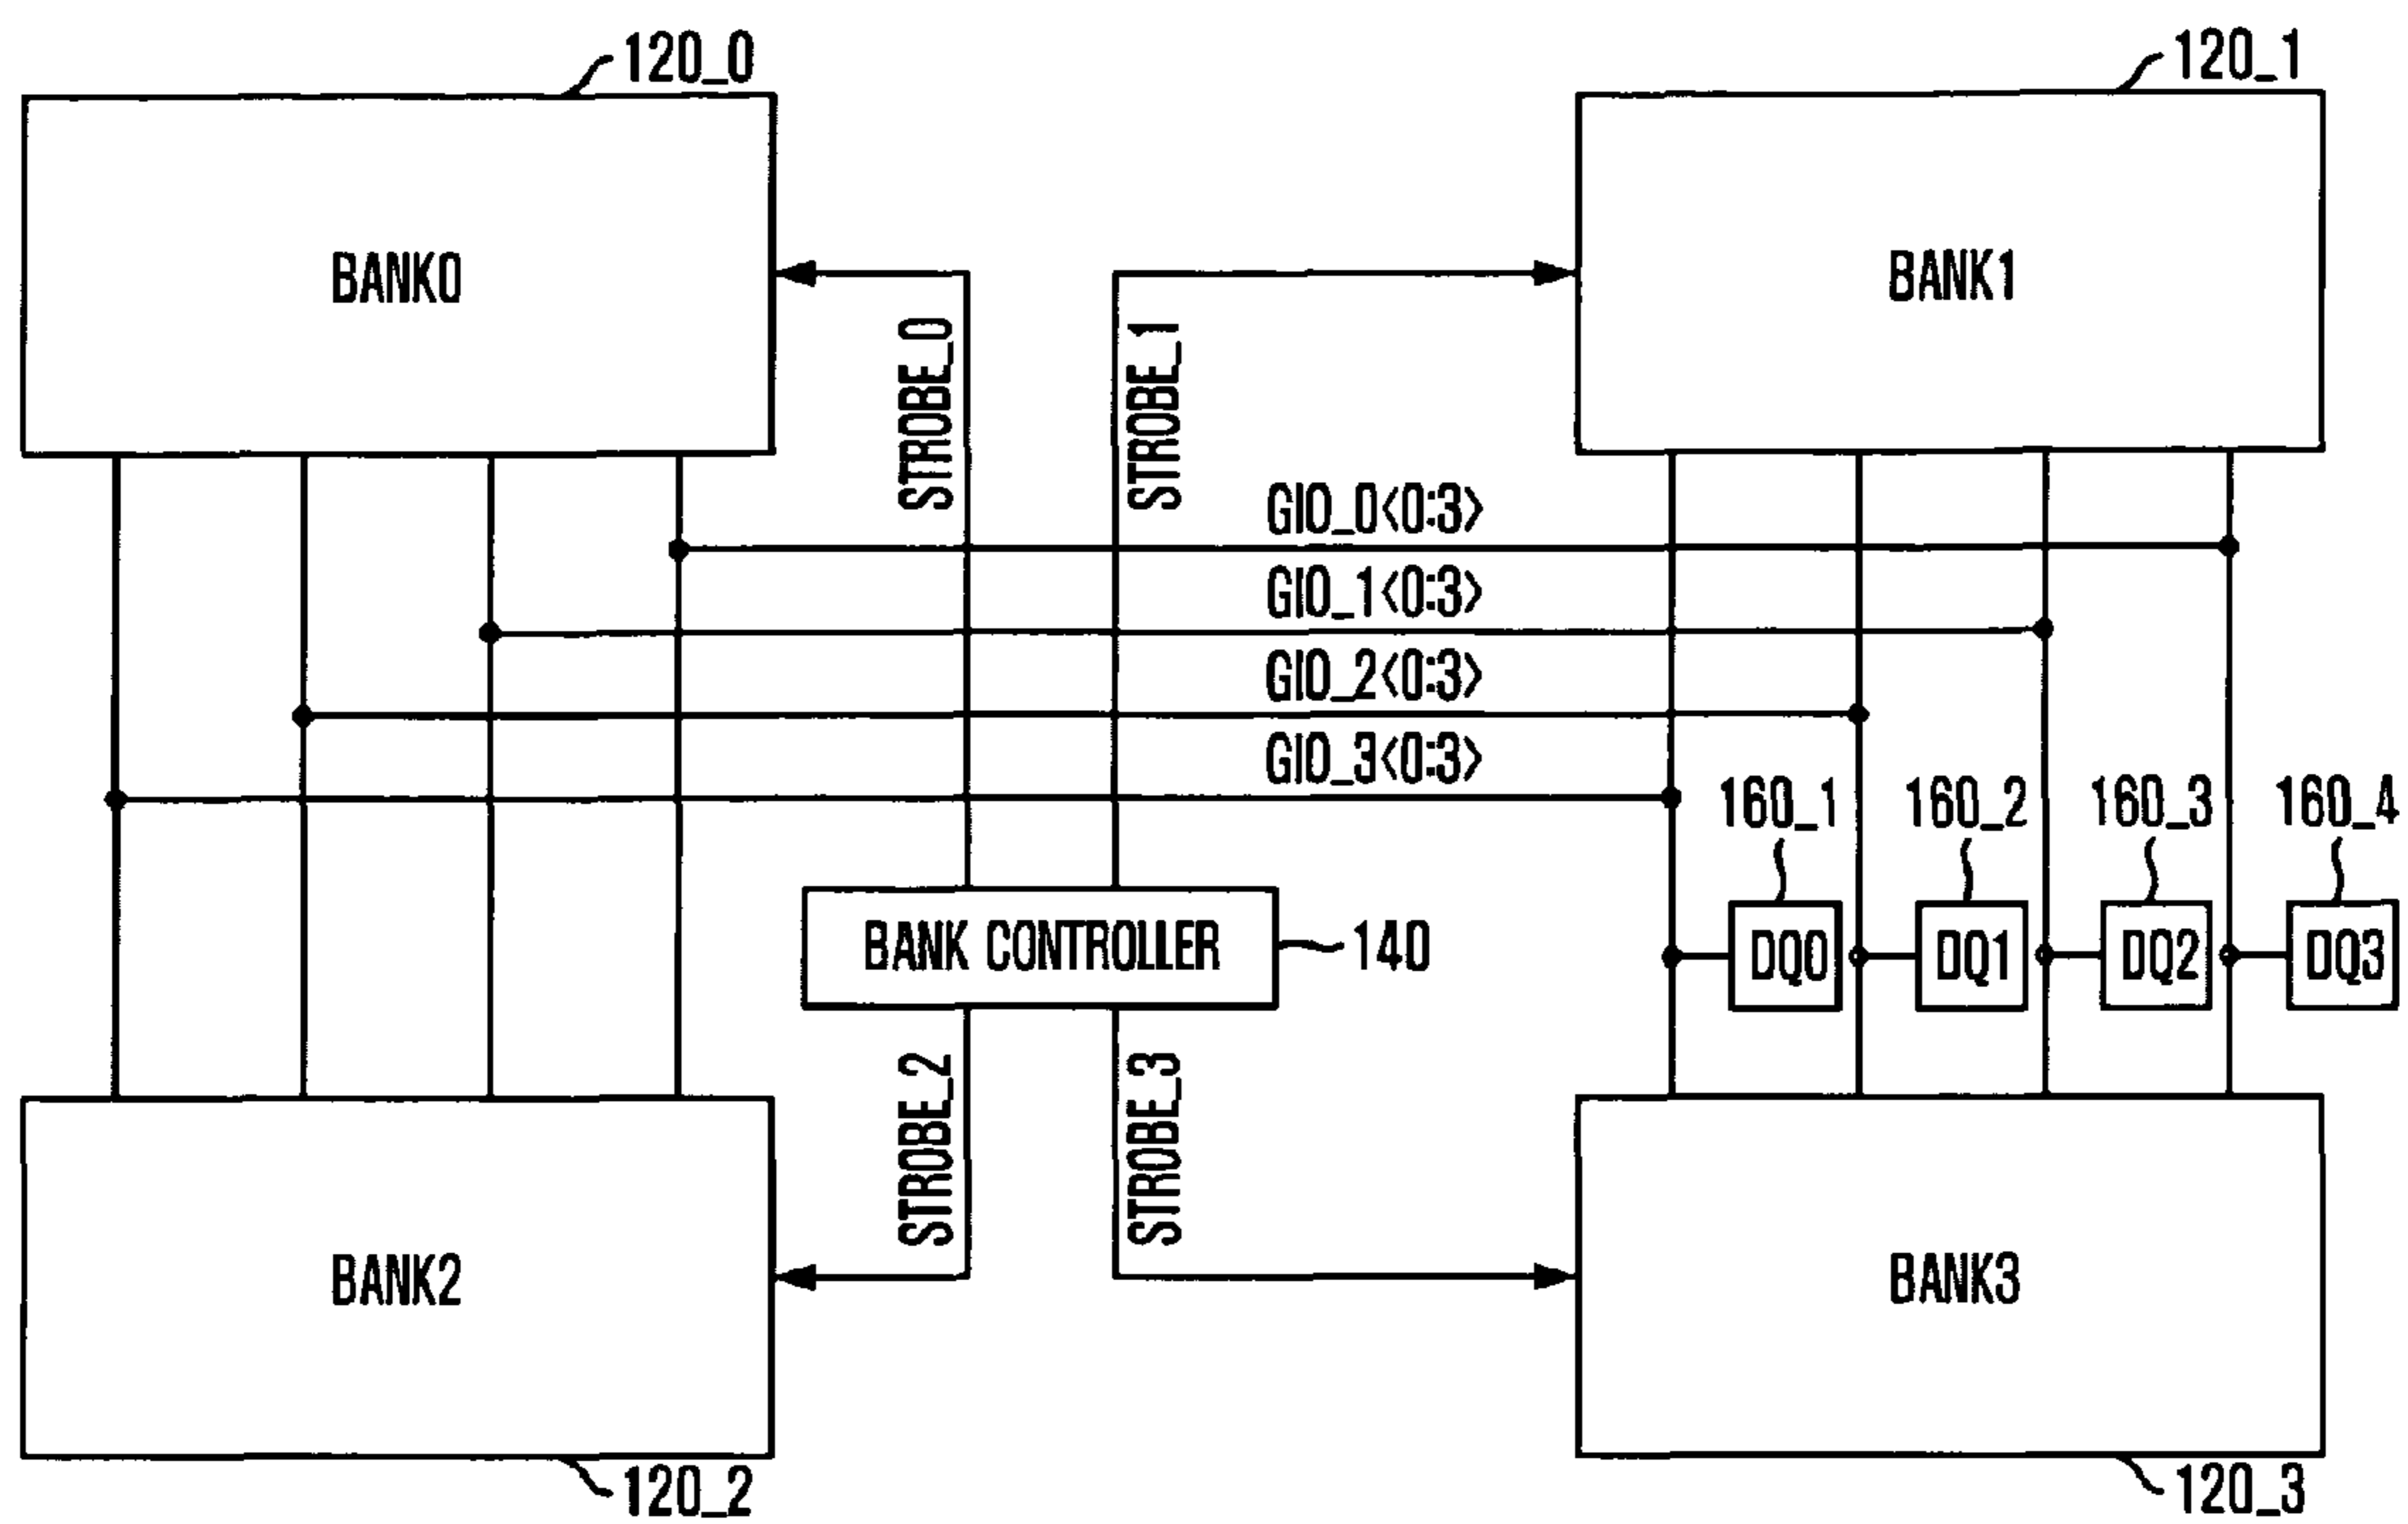 120_0
120_1
BANK0
BANK1
STROBE_0
STROBE_1
GIO_0<0:3>
GIO_1<0:3>
GIO_2<0:3>
GIO_3<0:3>
160_1
160_2
160_3
160_4
BANK CONTROLLER
140
DQ0
DQ1
DQ2
DQ3
STROBE_2
STROBE_3
BANK2
BANK3
120_2
120_3